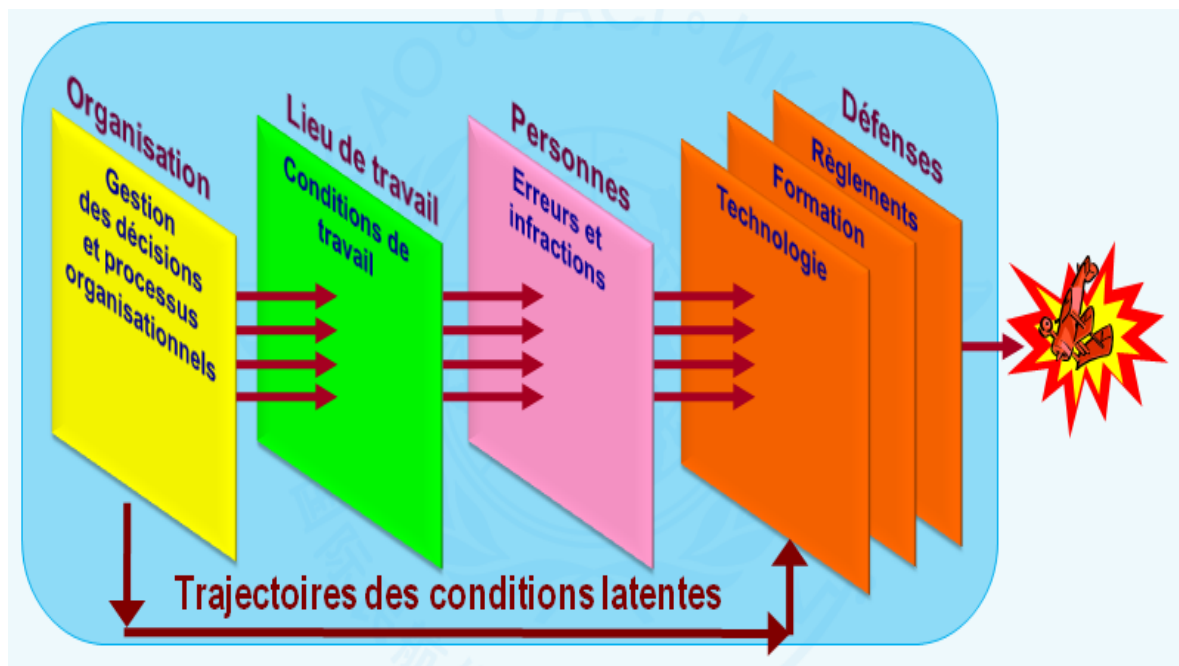 Organisation
Gestion
des décisions
et processus
organisationnels
Lieu de travail
Conditions de
travail
Personnes
Erreurs et
infractions
Défenses
Technologie
Formation
Règlements
Trajectoires des conditions latentes